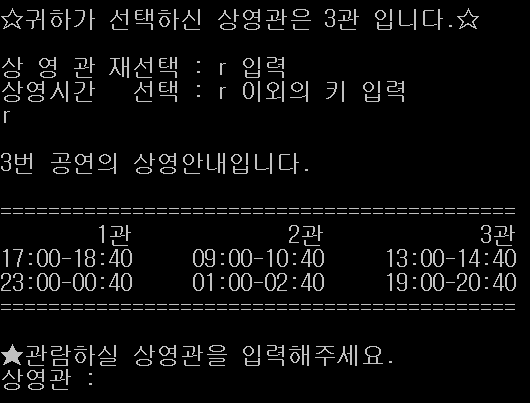 ☆귀하가 선택하신 상영관은 3관 입니다.☆
상 영 관 재선택 : r 입력
상영시간   선택 : r 이외의 키 입력
r
3번 공연의 상영안내입니다.
===========================================
1관 2관 3관
17:00-18:40 09:00-10:40 13:00-14:40
23:00-00:40 01:00-02:40 19:00-20:40
===========================================
★관람하실 상영관을 입력해주세요.
상영관 :